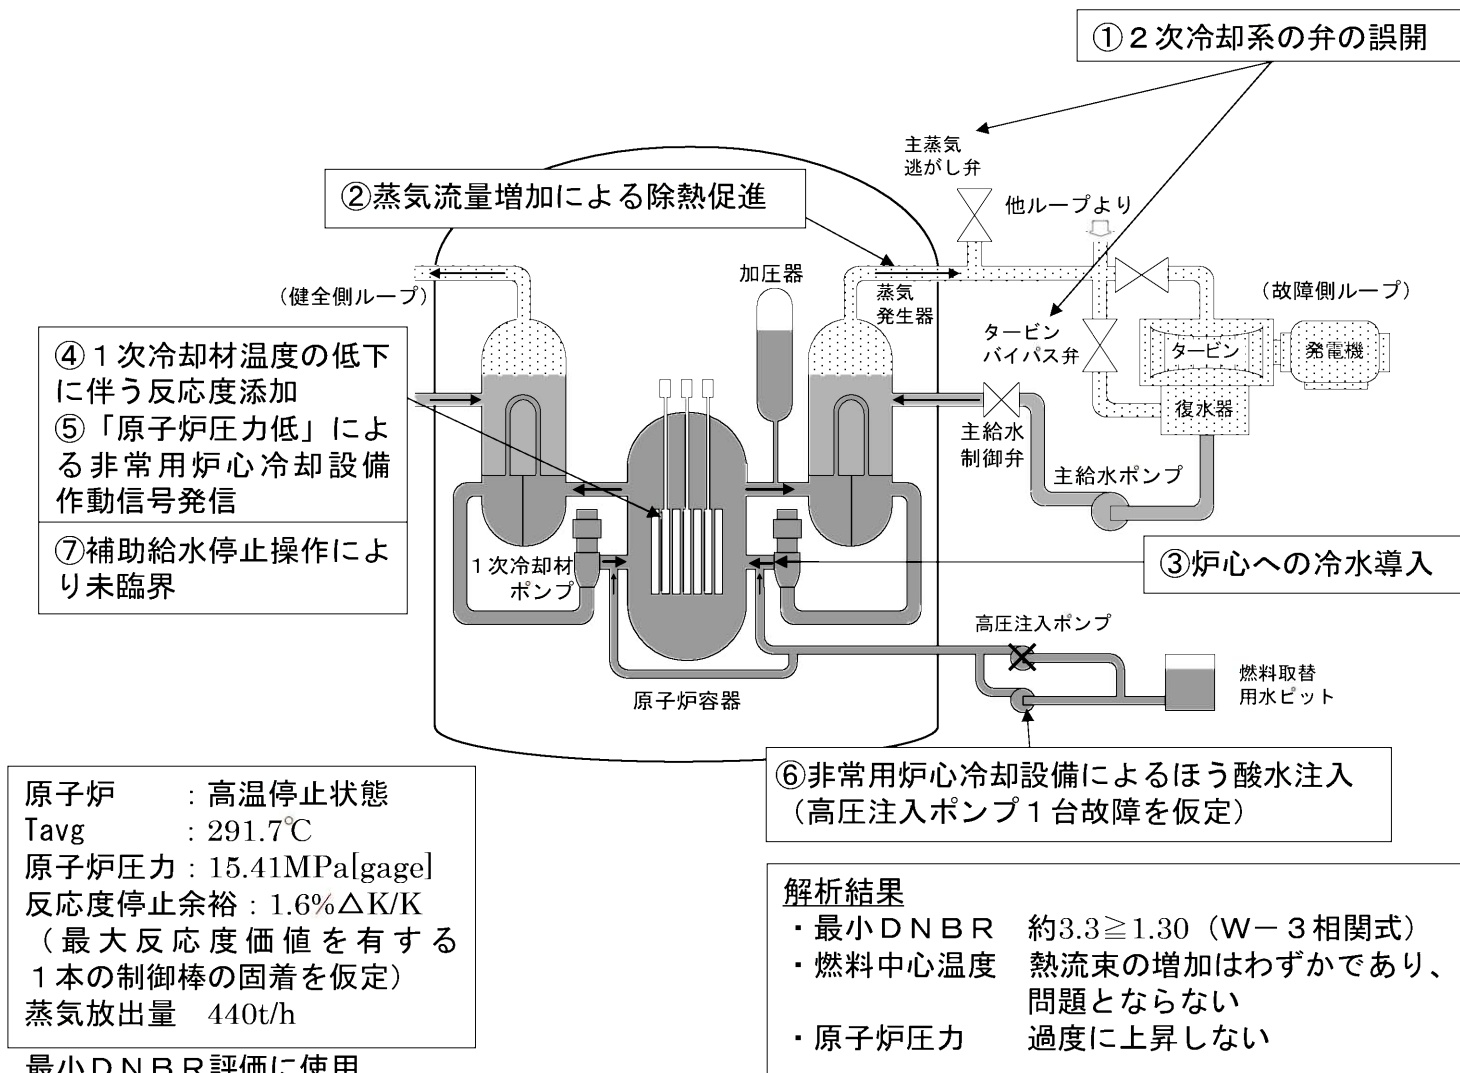 ①２次冷却系の弁の誤開
主蒸気
逃がし弁
②蒸気流量増加による除熱促進
他ループより
加圧器
(健全側ループ)
蒸気
発生器
(故障側ループ)
タービン
バイパス弁
タービン
発電機
④１次冷却材温度の低下
に伴う反応度添加
⑤「原子炉圧力低」によ
る非常用炉心冷却設備
作動信号発信
⑦補助給水停止操作によ
り未臨界
復水器
主給水
制御弁
主給水ポンプ
１次冷却材
ポンプ
③炉心への冷水導入
高圧注入ポンプ
燃料取替
用水ピット
原子炉容器
⑥非常用炉心冷却設備によるほう酸水注入
（高圧注入ポンプ１台故障を仮定）
原子炉　　：高温停止状態
Tavg　　：291.7℃
原子炉圧力：15.41MPa[gage]
反応度停止余裕：1.6%△K/K
（最大反応度価値を有する
１本の制御棒の固着を仮定）
蒸気放出量　440t/h
最小ＤＮＢＲ評価に使用
解析結果
・最小ＤＮＢＲ　約3.3≧1.30（Ｗ－３相関式）
・燃料中心温度　熱流束の増加はわずかであり、
問題とならない
・原子炉圧力　過度に上昇しない